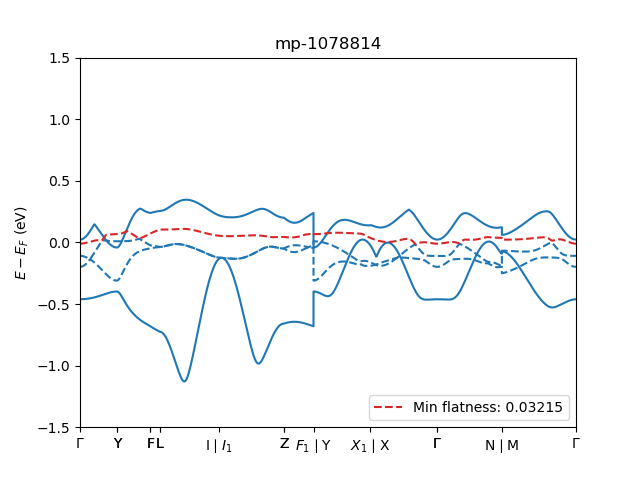 mp-1078814
E − E_F (eV)
1.5
1.0
0.5
0.0
−0.5
−1.0
−1.5
Min flatness: 0.03215
Γ Y F L I | I₁ Z F₁ | Y X₁ | X Γ N | M Γ